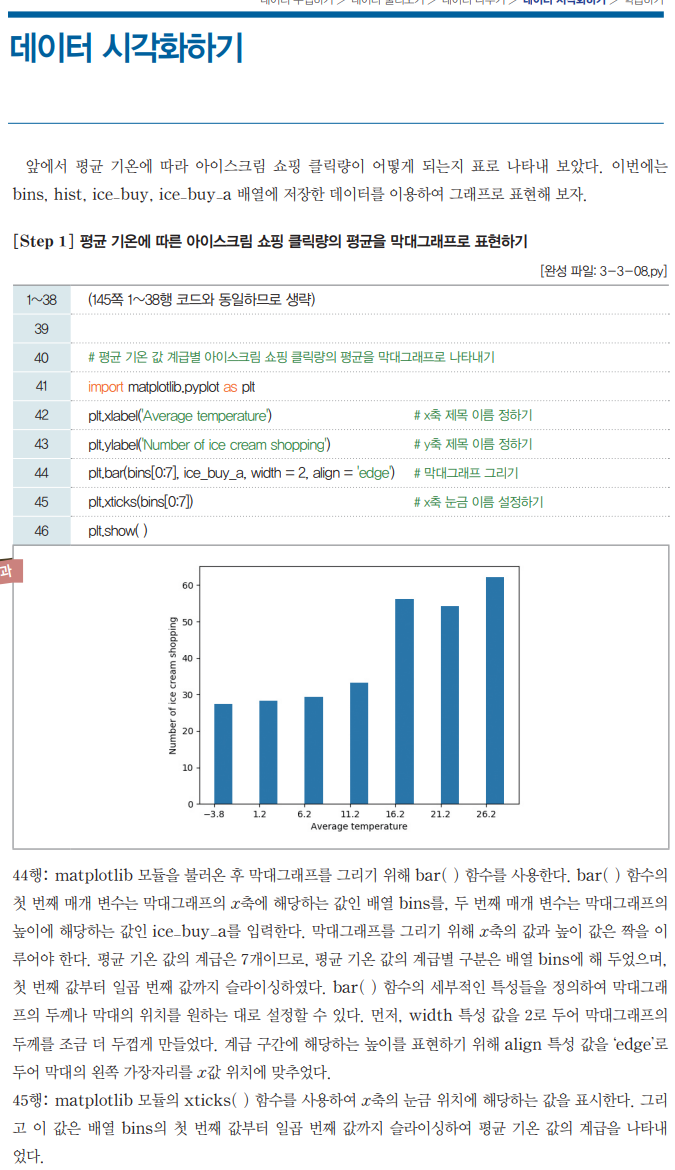 데이터 수집하기 > 데이터 불러오기 > 데이터 다루기 > 데이터 시각화하기 > 학습하기
데이터 시각화하기
앞에서 평균 기온에 따라 아이스크림 쇼핑 클릭량이 어떻게 되는지 표로 나타내 보았다. 이번에는
bins, hist, ice_buy, ice_buy_a 배열에 저장한 데이터를 이용하여 그래프로 표현해 보자.
[Step 1] 평균 기온에 따른 아이스크림 쇼핑 클릭량의 평균을 막대그래프로 표현하기
[완성 파일: 3-3-08.py]
1~38 (145쪽 1~38행 코드와 동일하므로 생략)
39
40 # 평균 기온 값 계급별 아이스크림 쇼핑 클릭량의 평균을 막대그래프로 나타내기
41 import matplotlib.pyplot as plt
42 plt.xlabel('Average temperature') # x축 제목 이름 정하기
43 plt.ylabel('Number of ice cream shopping') # y축 제목 이름 정하기
44 plt.bar(bins[0:7], ice_buy_a, width = 2, align = 'edge') # 막대그래프 그리기
45 plt.xticks(bins[0:7]) # x축 눈금 이름 설정하기
46 plt.show( )
과
Number of ice cream shopping
60
50
40
30
20
10
0
-3.8 1.2 6.2 11.2 16.2 21.2 26.2
Average temperature
44행: matplotlib 모듈을 불러온 후 막대그래프를 그리기 위해 bar( ) 함수를 사용한다. bar( ) 함수의
첫 번째 매개 변수는 막대그래프의 x축에 해당하는 값인 배열 bins를, 두 번째 매개 변수는 막대그래프의
높이에 해당하는 값인 ice_buy_a를 입력한다. 막대그래프를 그리기 위해 x축의 값과 높이 값은 짝을 이
루어야 한다. 평균 기온 값의 계급은 7개이므로, 평균 기온 값의 계급별 구분은 배열 bins에 해 두었으며,
첫 번째 값부터 일곱 번째 값까지 슬라이싱하였다. bar( ) 함수의 세부적인 특성들을 정의하여 막대그래
프의 두께나 막대의 위치를 원하는 대로 설정할 수 있다. 먼저, width 특성 값을 2로 두어 막대그래프의
두께를 조금 더 두껍게 만들었다. 계급 구간에 해당하는 높이를 표현하기 위해 align 특성 값을 'edge'로
두어 막대의 왼쪽 가장자리를 x값 위치에 맞추었다.
45행: matplotlib 모듈의 xticks( ) 함수를 사용하여 x축의 눈금 위치에 해당하는 값을 표시한다. 그리
고 이 값은 배열 bins의 첫 번째 값부터 일곱 번째 값까지 슬라이싱하여 평균 기온 값의 계급을 나타내
었다.